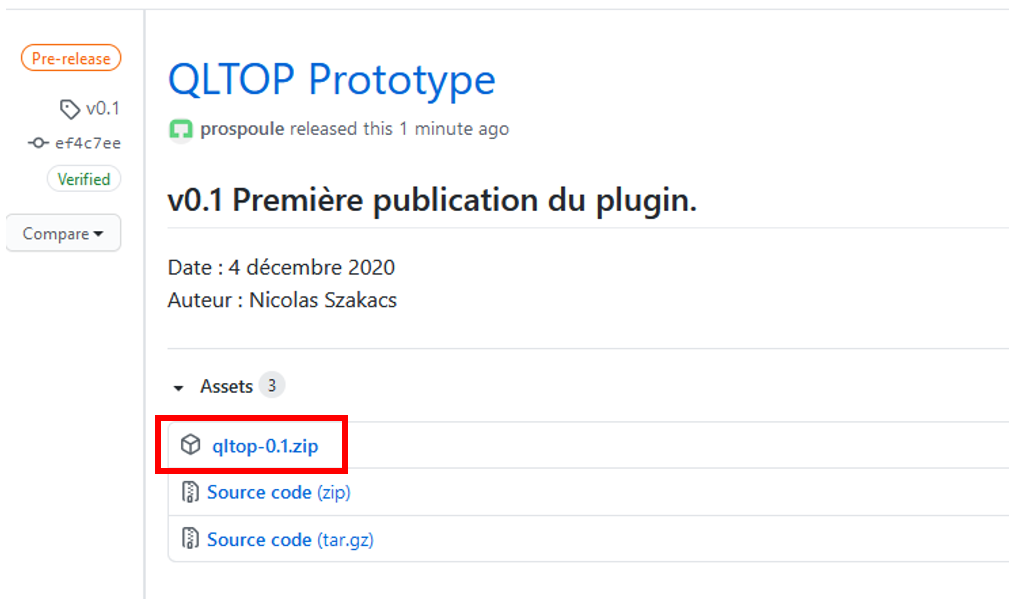 Pre-release
v0.1
ef4c7ee
Verified
Compare
QLTOP Prototype
prospoule released this 1 minute ago
v0.1 Première publication du plugin.
Date : 4 décembre 2020
Auteur : Nicolas Szakacs
Assets 3
qltop-0.1.zip
Source code (zip)
Source code (tar.gz)